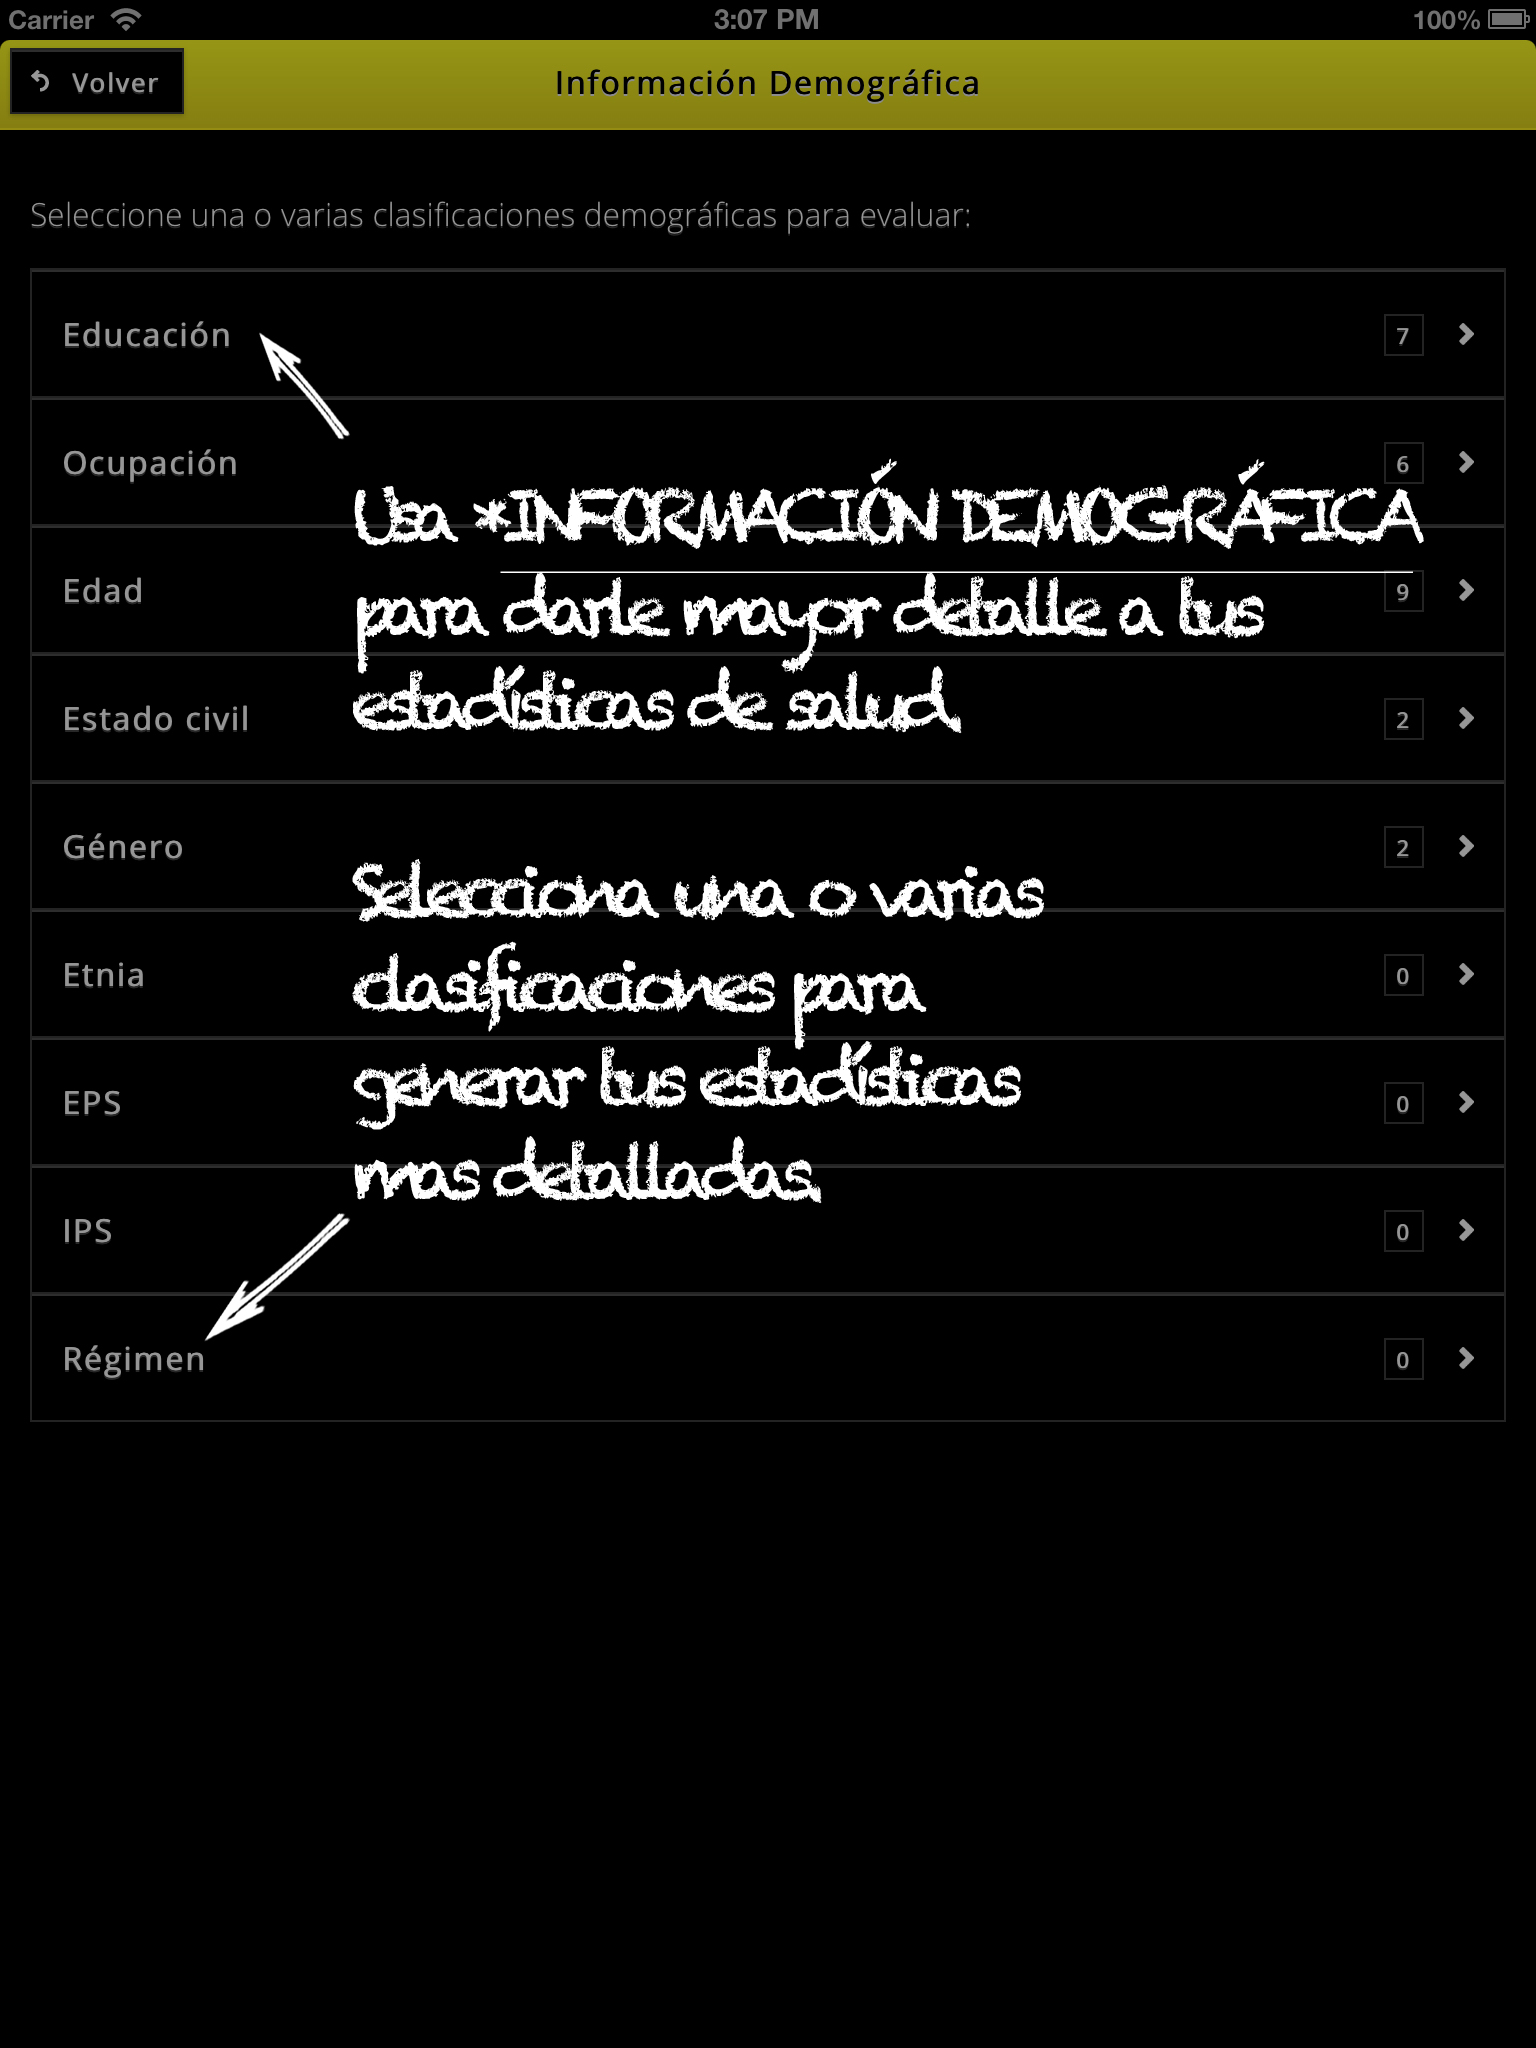 Carrier 3:07 PM 100%
Volver Información Demográfica
Seleccione una o varias clasificaciones demográficas para evaluar:
Educación 7
Ocupación 6
Usa *INFORMACIÓN DEMOGRÁFICA
Edad 9
para darle mayor detalle a tus
estadísticas de salud.
Estado civil 2
Género 2
Selecciona una o varias
Etnia 0
clasificaciones para
generar tus estadísticas
EPS 0
mas detalladas.
IPS 0
Régimen 0